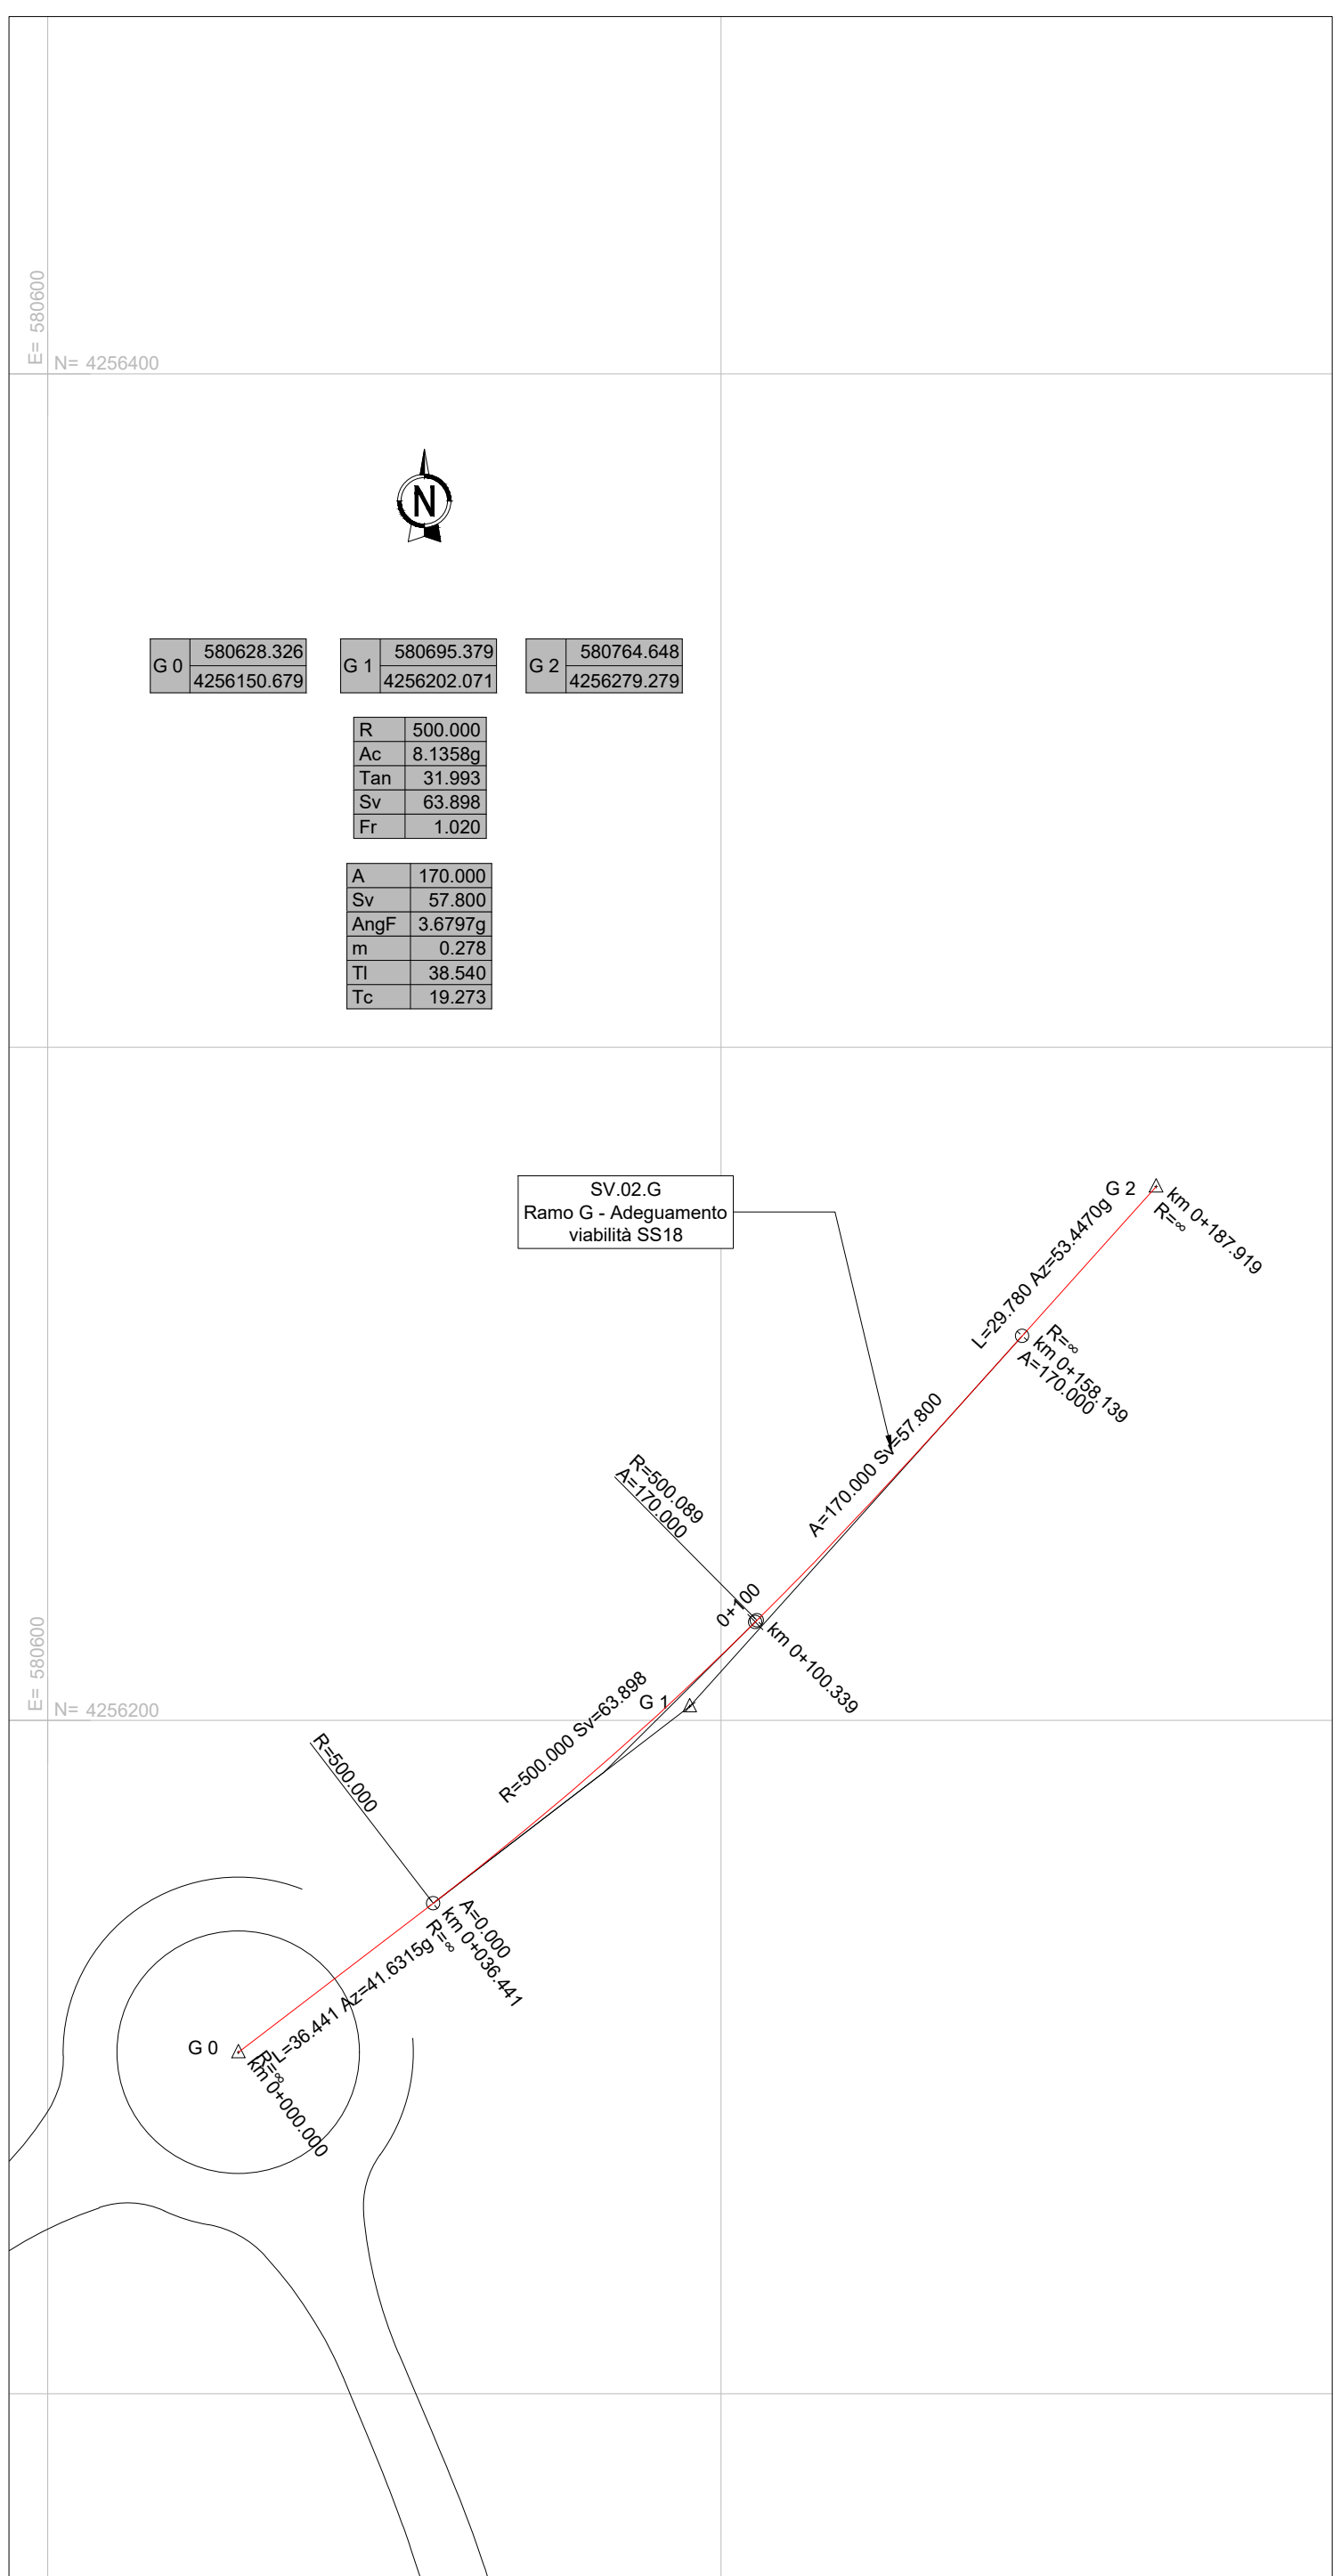 E= 580600
N= 4256400
N
G 0
580628.326
4256150.679
G 1
580695.379
4256202.071
G 2
580764.648
4256279.279
R 500.000
Ac 8.1358g
Tan 31.993
Sv 63.898
Fr 1.020
A 170.000
Sv 57.800
AngF 3.6797g
m 0.278
Tl 38.540
Tc 19.273
SV.02.G
Ramo G - Adeguamento
viabilità SS18
G 2
km 0+187.919
R=∞
L=29.780 Az=53.4470g
R=∞
km 0+158.139
A=170.000
A=170.000 Sv=57.800
R=500.089
A=170.000
0+100
km 0+100.339
E= 580600
N= 4256200
G 1
R=500.000 Sv=63.898
R=500.000
A=0.000
km 0+036.441
R=∞
L=36.441 Az=41.6315g
G 0
R=∞
km 0+000.000